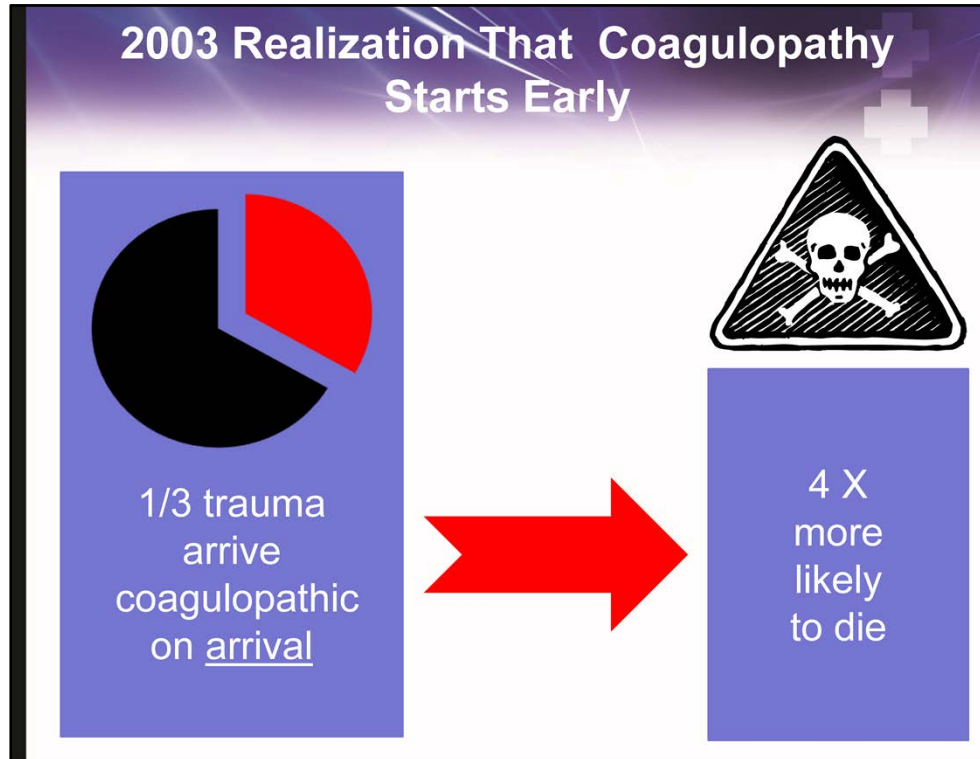 2003 Realization That Coagulopathy
Starts Early
1/3 trauma
arrive
coagulopathic
on arrival
4 X
more
likely
to die